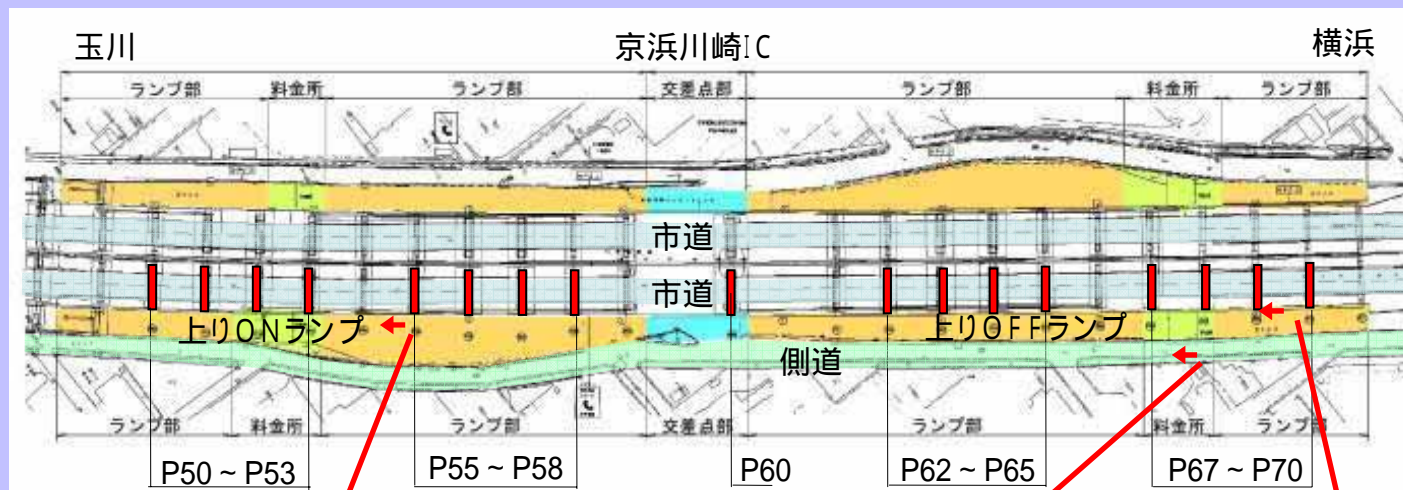 玉川
京浜川崎IC
横浜
ランプ部
料金所
ランプ部
交差点部
ランプ部
料金所
ランプ部
市道
市道
上りONランプ
上りOFFランプ
側道
ランプ部
料金所
ランプ部
交差点部
ランプ部
料金所
ランプ部
P50～P53
P55～P58
P60
P62～P65
P67～P70